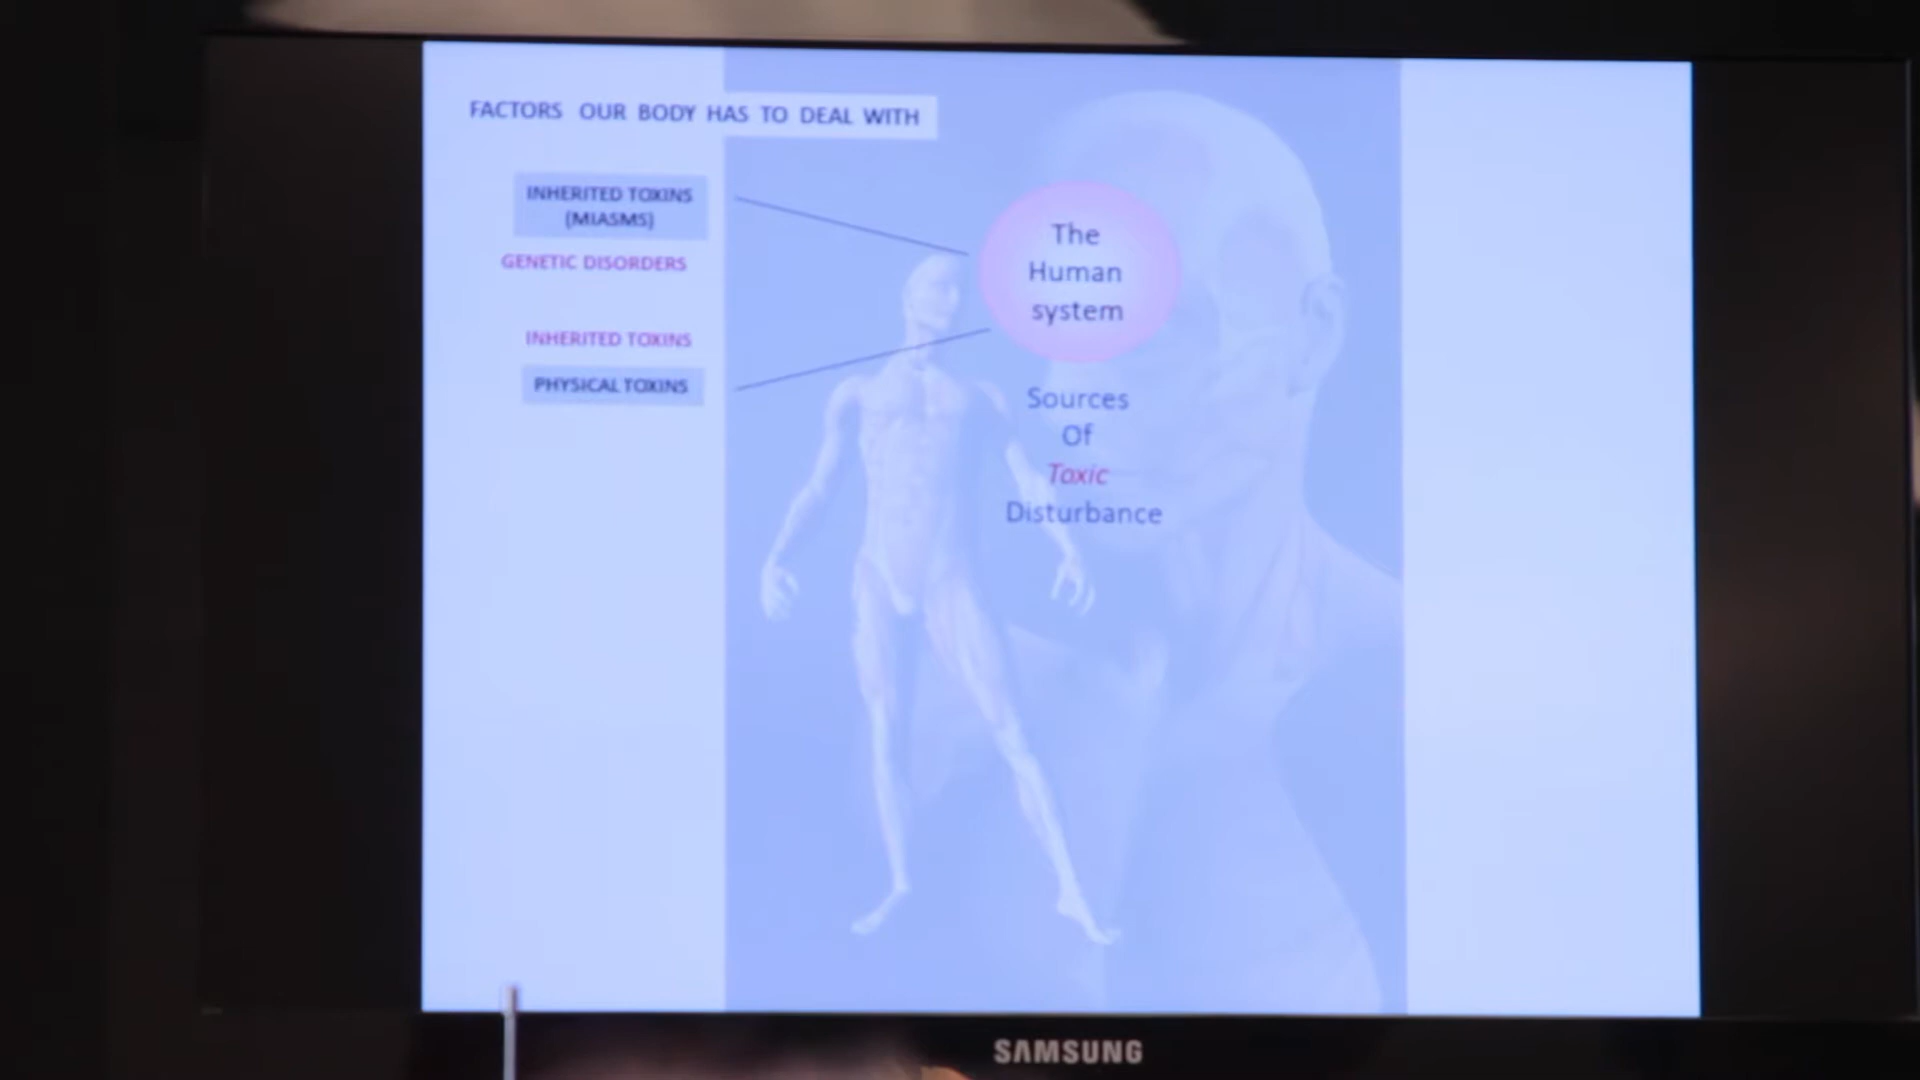 FACTORS OUR BODY HAS TO DEAL WITH
INHERITED TOXINS
(MIASMS)
GENETIC DISORDERS
INHERITED TOXINS
PHYSICAL TOXINS
The
Human
system
Sources
Of
Toxic
Disturbance
SAMSUNG